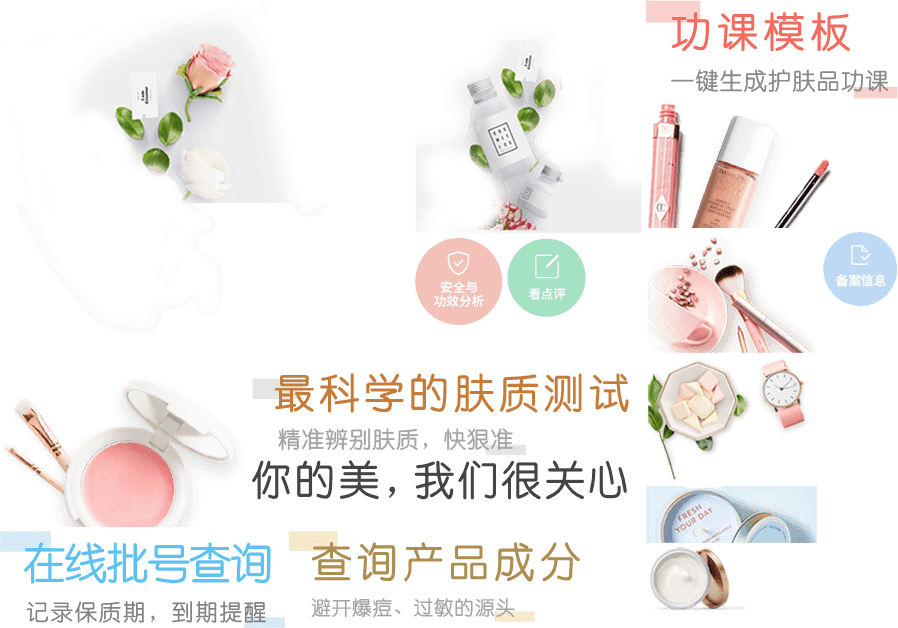 功课模板
一键生成护肤品功课
安全与
功效分析
看点评
备案信息
最科学的肤质测试
精准辨别肤质，快狠准
你的美，我们很关心
FRESH
YOUR DAY
在线批号查询
记录保质期，到期提醒
查询产品成分
避开爆痘、过敏的源头